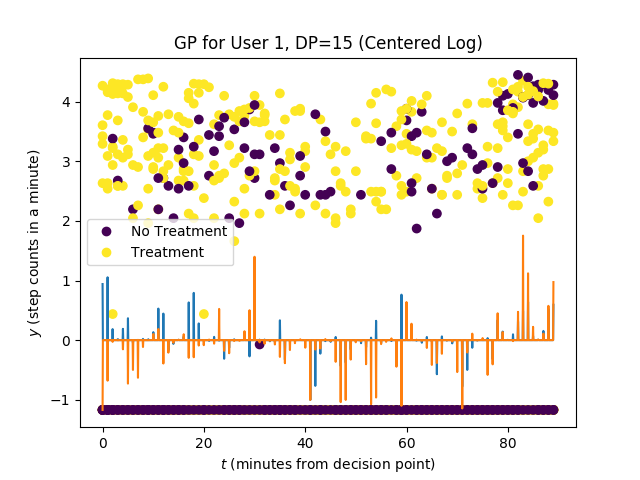 GP for User 1, DP=15 (Centered Log)
y (step counts in a minute)
4
3
2
1
0
−1
No Treatment
Treatment
0 20 40 60 80
t (minutes from decision point)